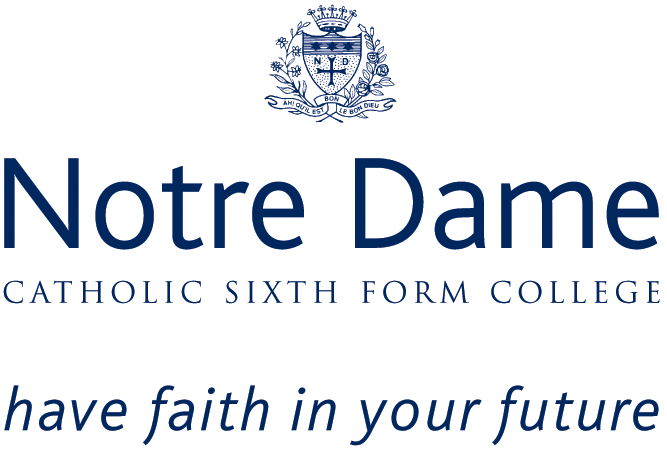 N D
AH! QU'IL EST BON LE BON DIEU
Notre Dame
CATHOLIC SIXTH FORM COLLEGE
have faith in your future